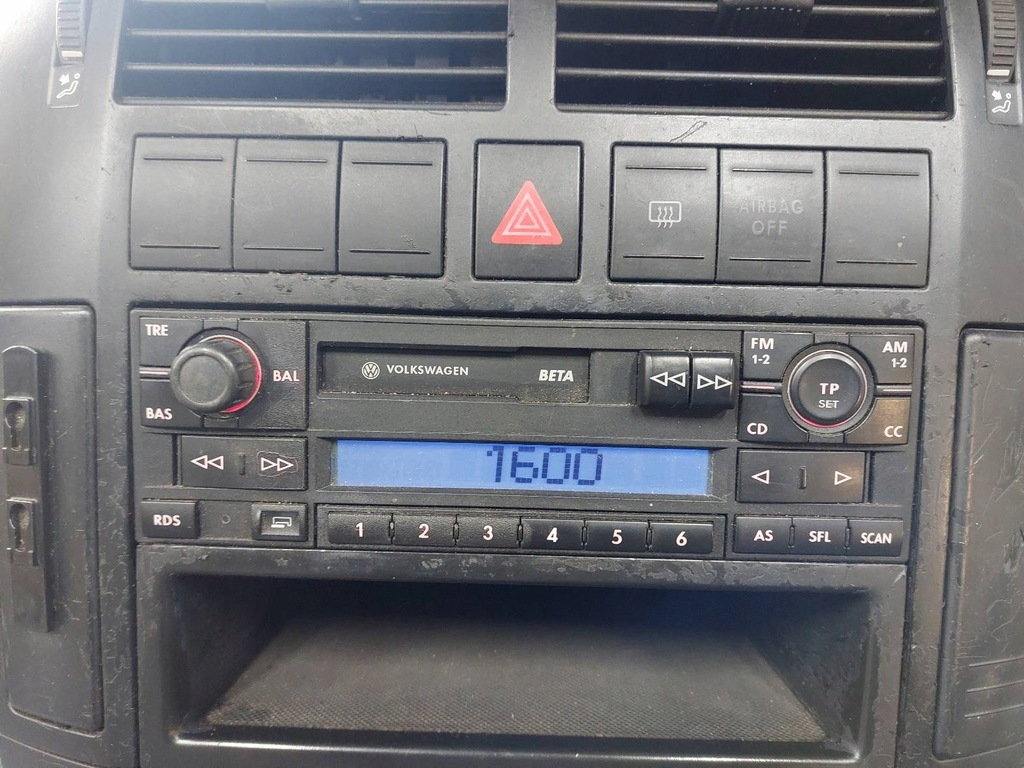 AIRBAG
OFF
TRE
BAL
BAS
VOLKSWAGEN
BETA
FM
1-2
AM
1-2
TP
SET
CD
CC
1600
RDS
1 2 3 4 5 6
AS SFL SCAN